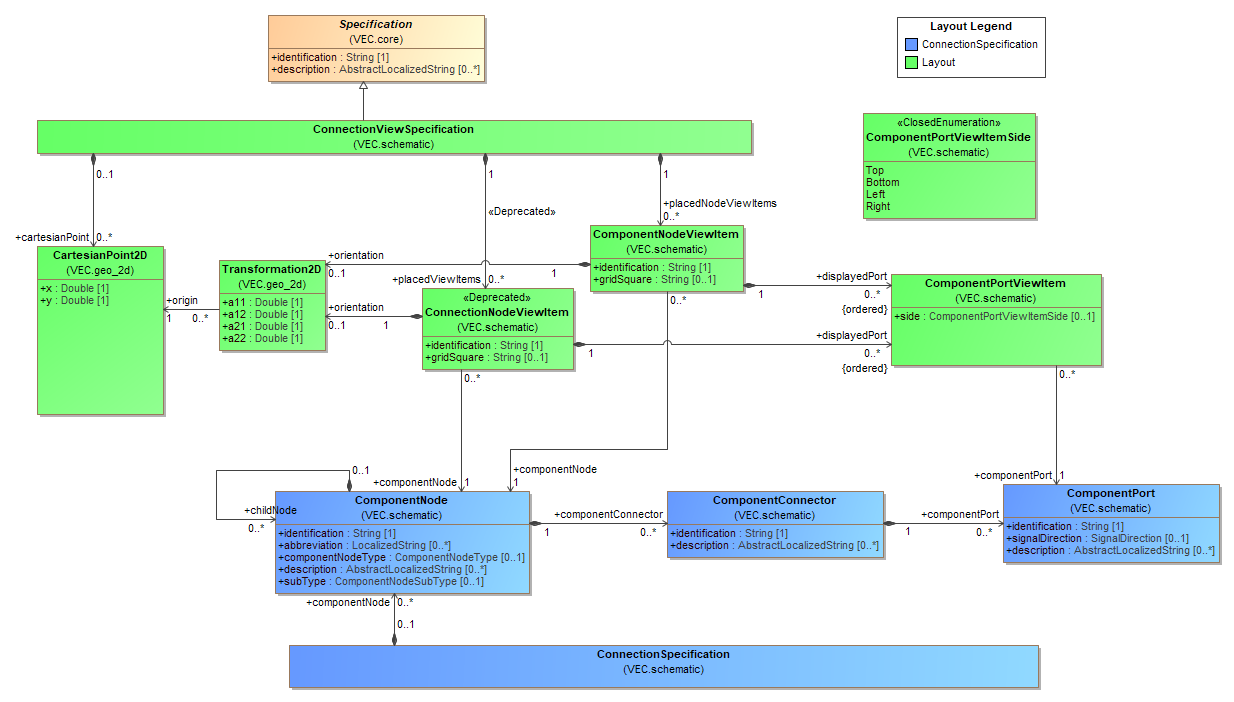 Specification
(VEC.core)
+identification : String [1]
+description : AbstractLocalizedString [0..*]
Layout Legend
ConnectionSpecification
Layout
ConnectionViewSpecification
(VEC.schematic)
«ClosedEnumeration»
ComponentPortViewItemSide
(VEC.schematic)
Top
Bottom
Left
Right
0..1
1
1
«Deprecated»
+placedNodeViewItems
0..*
+cartesianPoint
0..*
CartesianPoint2D
(VEC.geo_2d)
+x : Double [1]
+y : Double [1]
Transformation2D
(VEC.geo_2d)
+a11 : Double [1]
+a12 : Double [1]
+a21 : Double [1]
+a22 : Double [1]
+origin
1
0..*
+orientation
0..1
1
+placedViewItems
0..*
+orientation
0..1
1
ComponentNodeViewItem
(VEC.schematic)
+identification : String [1]
+gridSquare : String [0..1]
«Deprecated»
ConnectionNodeViewItem
(VEC.schematic)
+identification : String [1]
+gridSquare : String [0..1]
+displayedPort
1
0..*
{ordered}
+displayedPort
1
0..*
{ordered}
ComponentPortViewItem
(VEC.schematic)
+side : ComponentPortViewItemSide [0..1]
0..*
0..*
0..*
+componentNode
1
+componentNode
1
+componentPort
1
0..1
+childNode
0..*
ComponentNode
(VEC.schematic)
+identification : String [1]
+abbreviation : LocalizedString [0..*]
+componentNodeType : ComponentNodeType [0..1]
+description : AbstractLocalizedString [0..*]
+subType : ComponentNodeSubType [0..1]
+componentConnector
1
0..*
ComponentConnector
(VEC.schematic)
+identification : String [1]
+description : AbstractLocalizedString [0..*]
+componentPort
1
0..*
ComponentPort
(VEC.schematic)
+identification : String [1]
+signalDirection : SignalDirection [0..1]
+description : AbstractLocalizedString [0..*]
+componentNode
0..*
0..1
ConnectionSpecification
(VEC.schematic)